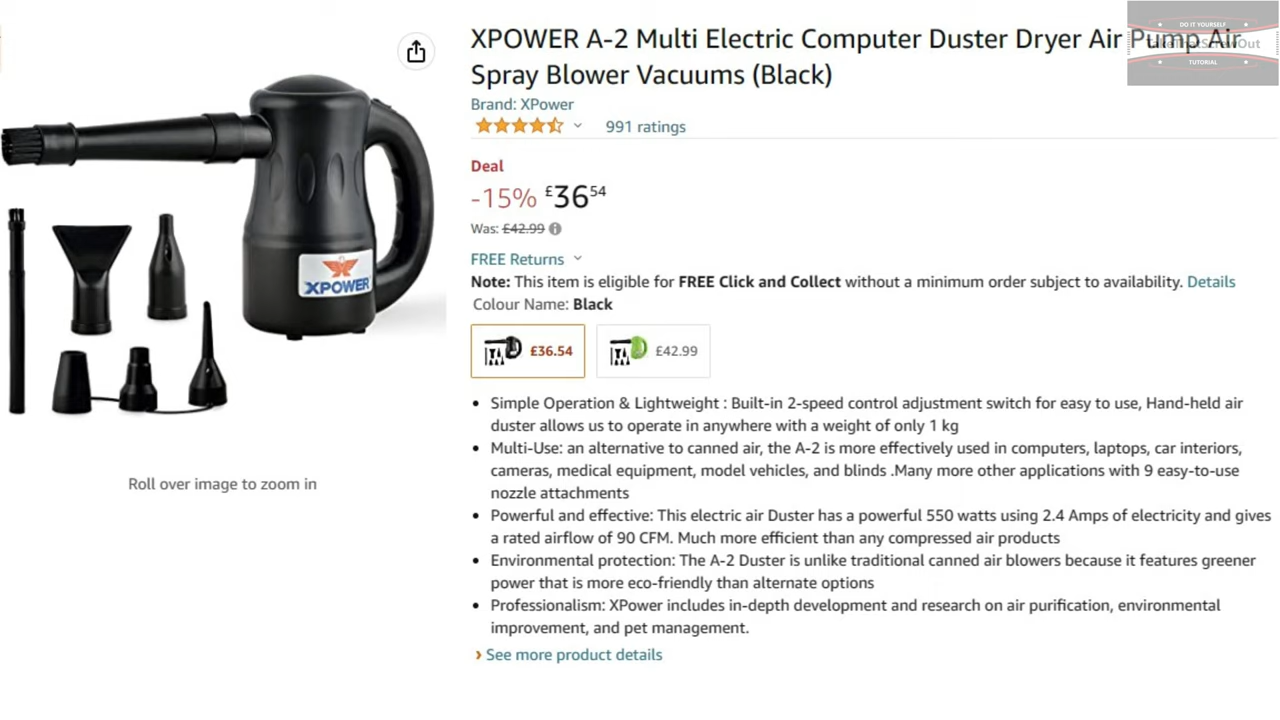 XPOWER A-2 Multi Electric Computer Duster Dryer Air Pump Air
Spray Blower Vacuums (Black)
DO IT YOURSELF
TUTORIAL
Brand: XPower
991 ratings
Deal
-15% £36 54
Was: £42.99
FREE Returns
Note: This item is eligible for FREE Click and Collect without a minimum order subject to availability. Details
Colour Name: Black
£36.54
£42.99
• Simple Operation & Lightweight : Built-in 2-speed control adjustment switch for easy to use, Hand-held air
duster allows us to operate in anywhere with a weight of only 1 kg
• Multi-Use: an alternative to canned air, the A-2 is more effectively used in computers, laptops, car interiors,
cameras, medical equipment, model vehicles, and blinds .Many more other applications with 9 easy-to-use
nozzle attachments
• Powerful and effective: This electric air Duster has a powerful 550 watts using 2.4 Amps of electricity and gives
a rated airflow of 90 CFM. Much more efficient than any compressed air products
• Environmental protection: The A-2 Duster is unlike traditional canned air blowers because it features greener
power that is more eco-friendly than alternate options
• Professionalism: XPower includes in-depth development and research on air purification, environmental
improvement, and pet management.
› See more product details
XPOWER
Roll over image to zoom in